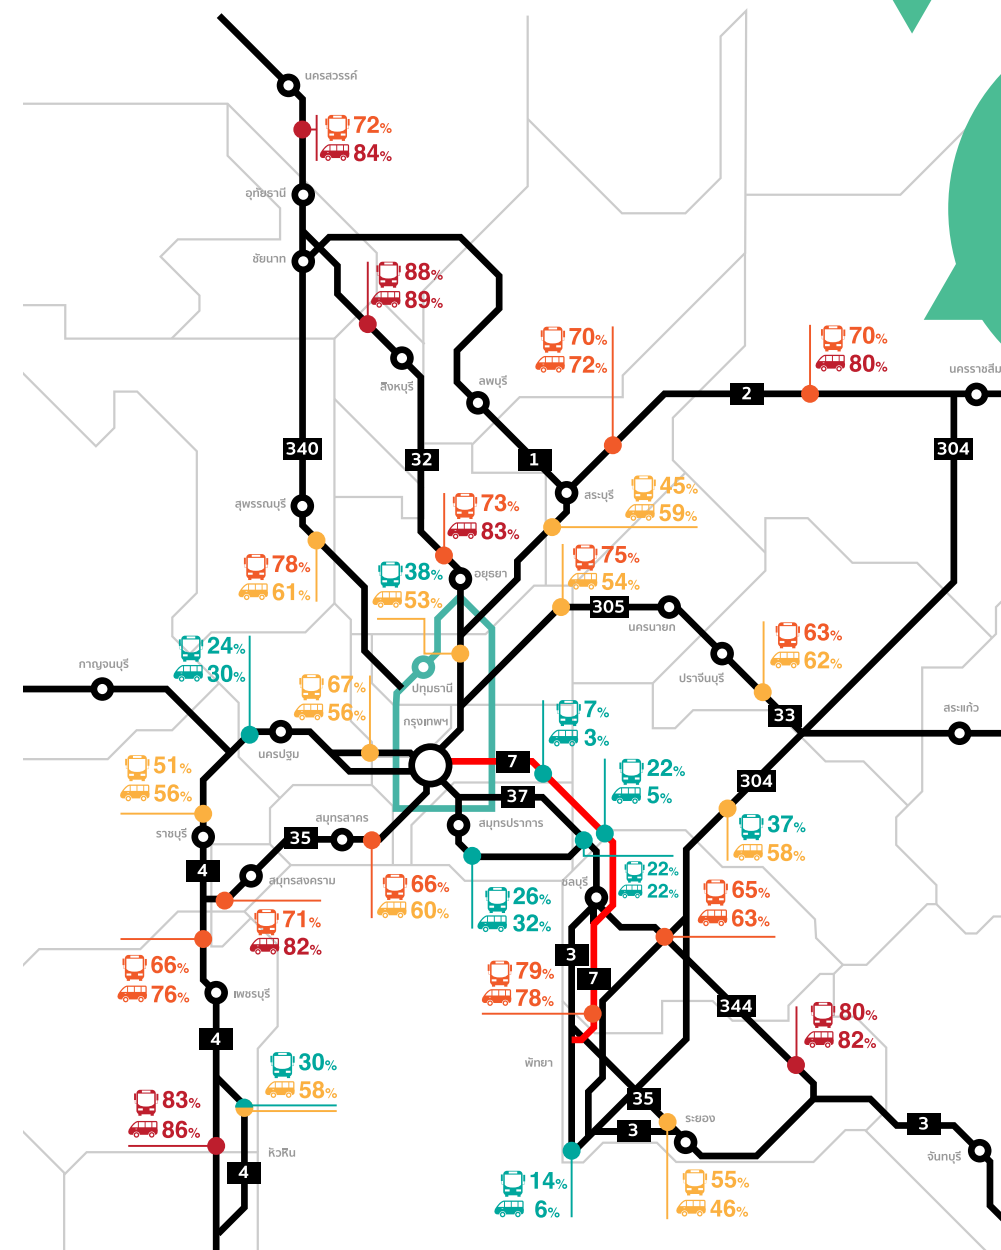 นครสวรรค์
72%
84%
อุทัยธานี
ชัยนาท
88%
89%
70%
72%
70%
80%
นครราชสีม
สิงหบุรี
ลพบุรี
2
340
32
1
304
สุพรรณบุรี
สระบุรี
45%
59%
73%
83%
78%
61%
38%
53%
อยุธยา
75%
54%
305
นครนายก
63%
62%
24%
30%
กาญจนบุรี
ปราจีนบุรี
67%
56%
ปทุมธานี
กรุงเทพฯ
7%
3%
33
สระแก้ว
นครปฐม
51%
56%
7
22%
5%
304
37
สมุทรสาคร
สมุทรปราการ
37%
58%
ราชบุรี
35
4
สมุทรสงคราม
66%
60%
26%
32%
ชลบุรี
22%
22%
65%
63%
71%
82%
66%
76%
3
7
79%
78%
เพชรบุรี
344
80%
82%
4
พัทยา
30%
58%
83%
86%
35
ระยอง
3
3
หัวหิน
4
จันทบุรี
14%
6%
55%
46%